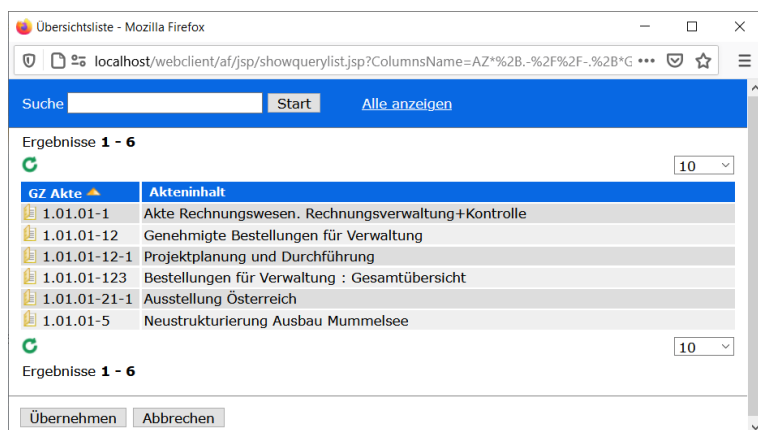 Übersichtsliste - Mozilla Firefox
localhost/webclient/af/jsp/showquerylist.jsp?ColumnsName=AZ*%2B.-%2F%2F-.%2B*G
Suche Start Alle anzeigen
Ergebnisse 1 - 6
10
GZ Akte Akteninhalt
1.01.01-1 Akte Rechnungswesen. Rechnungsverwaltung+Kontrolle
1.01.01-12 Genehmigte Bestellungen für Verwaltung
1.01.01-12-1 Projektplanung und Durchführung
1.01.01-123 Bestellungen für Verwaltung : Gesamtübersicht
1.01.01-21-1 Ausstellung Österreich
1.01.01-5 Neustrukturierung Ausbau Mummelsee
10
Ergebnisse 1 - 6
Übernehmen Abbrechen